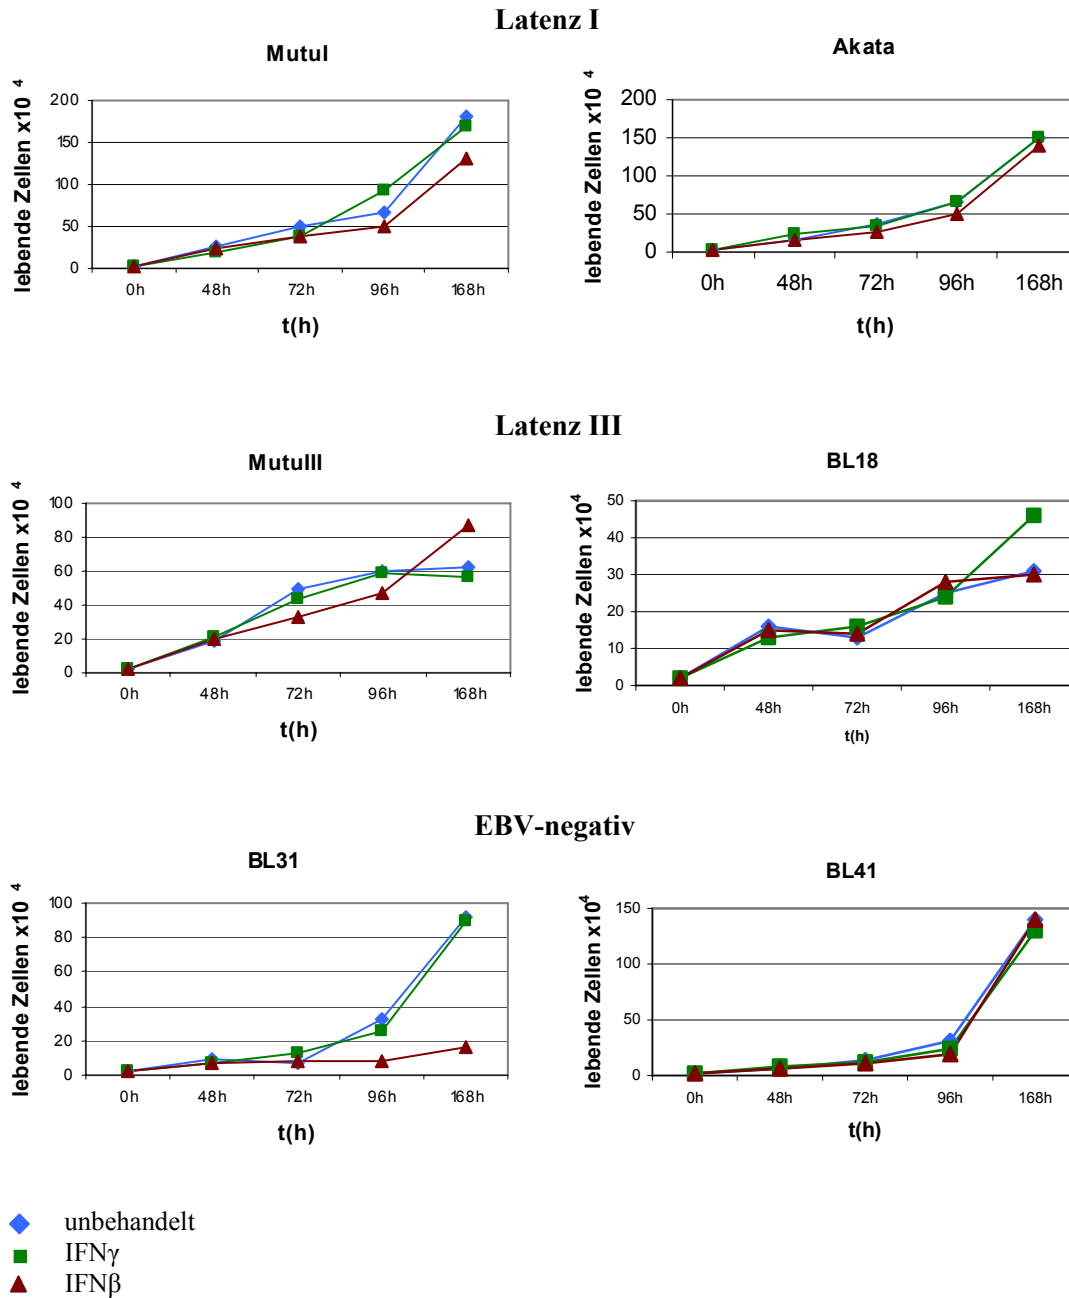 Latenz I
MutuI
lebende Zellen x10 4
200
150
100
50
0
0h 48h 72h 96h 168h
t(h)
Akata
lebende Zellen x10 4
200
150
100
50
0
0h 48h 72h 96h 168h
t(h)
Latenz III
MutuIII
lebende Zellen x10 4
100
80
60
40
20
0
0h 48h 72h 96h 168h
t(h)
BL18
lebende Zellen x10⁴
50
40
30
20
10
0
0h 48h 72h 96h 168h
t(h)
EBV-negativ
BL31
lebende Zellen x10 4
100
80
60
40
20
0
0h 48h 72h 96h 168h
t(h)
BL41
lebende Zellen x10⁴
150
100
50
0
0h 48h 72h 96h 168h
t(h)
unbehandelt
IFNγ
IFNβ